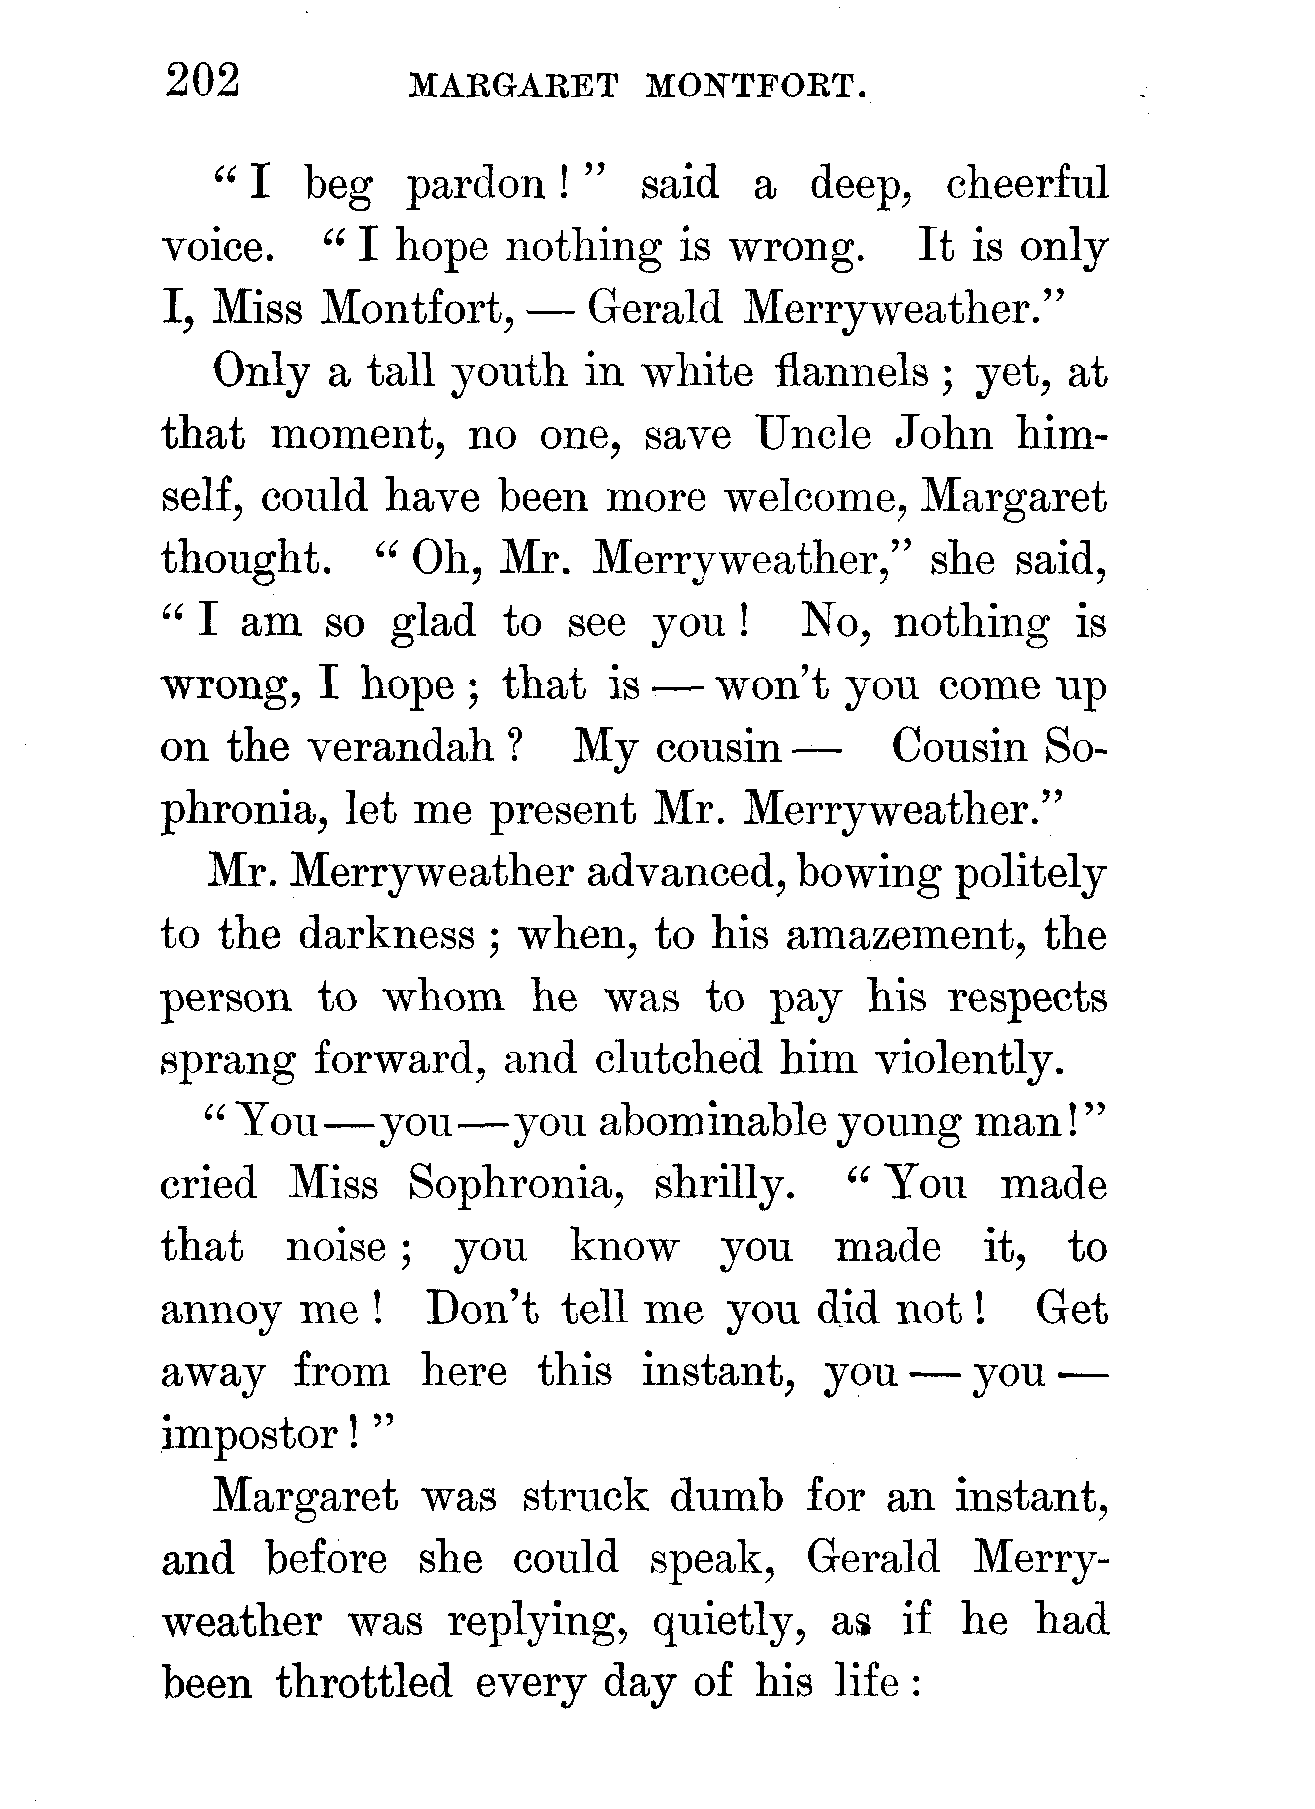 202 MARGARET MONTFORT.
“ I beg pardon ! ” said a deep, cheerful
voice. “ I hope nothing is wrong. It is only
I, Miss Montfort, — Gerald Merryweather.”
Only a tall youth in white flannels ; yet, at
that moment, no one, save Uncle John him-
self, could have been more welcome, Margaret
thought. “ Oh, Mr. Merryweather,” she said,
“ I am so glad to see you ! No, nothing is
wrong, I hope ; that is — won’t you come up
on the verandah ? My cousin — Cousin So-
phronia, let me present Mr. Merryweather.”
Mr. Merryweather advanced, bowing politely
to the darkness ; when, to his amazement, the
person to whom he was to pay his respects
sprang forward, and clutched him violently.
“ You—you—you abominable young man!”
cried Miss Sophronia, shrilly. “ You made
that noise ; you know you made it, to
annoy me ! Don’t tell me you did not ! Get
away from here this instant, you — you —
impostor ! ”
Margaret was struck dumb for an instant,
and before she could speak, Gerald Merry-
weather was replying, quietly, as if he had
been throttled every day of his life :